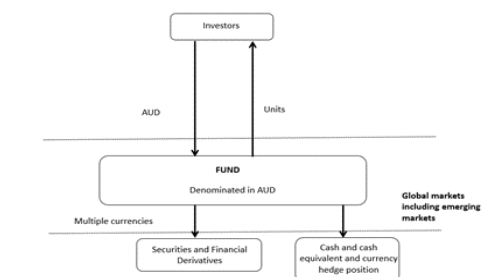 Investors
AUD
Units
FUND
Denominated in AUD
Global markets
including emerging
markets
Multiple currencies
Securities and Financial
Derivatives
Cash and cash
equivalent and currency
hedge position